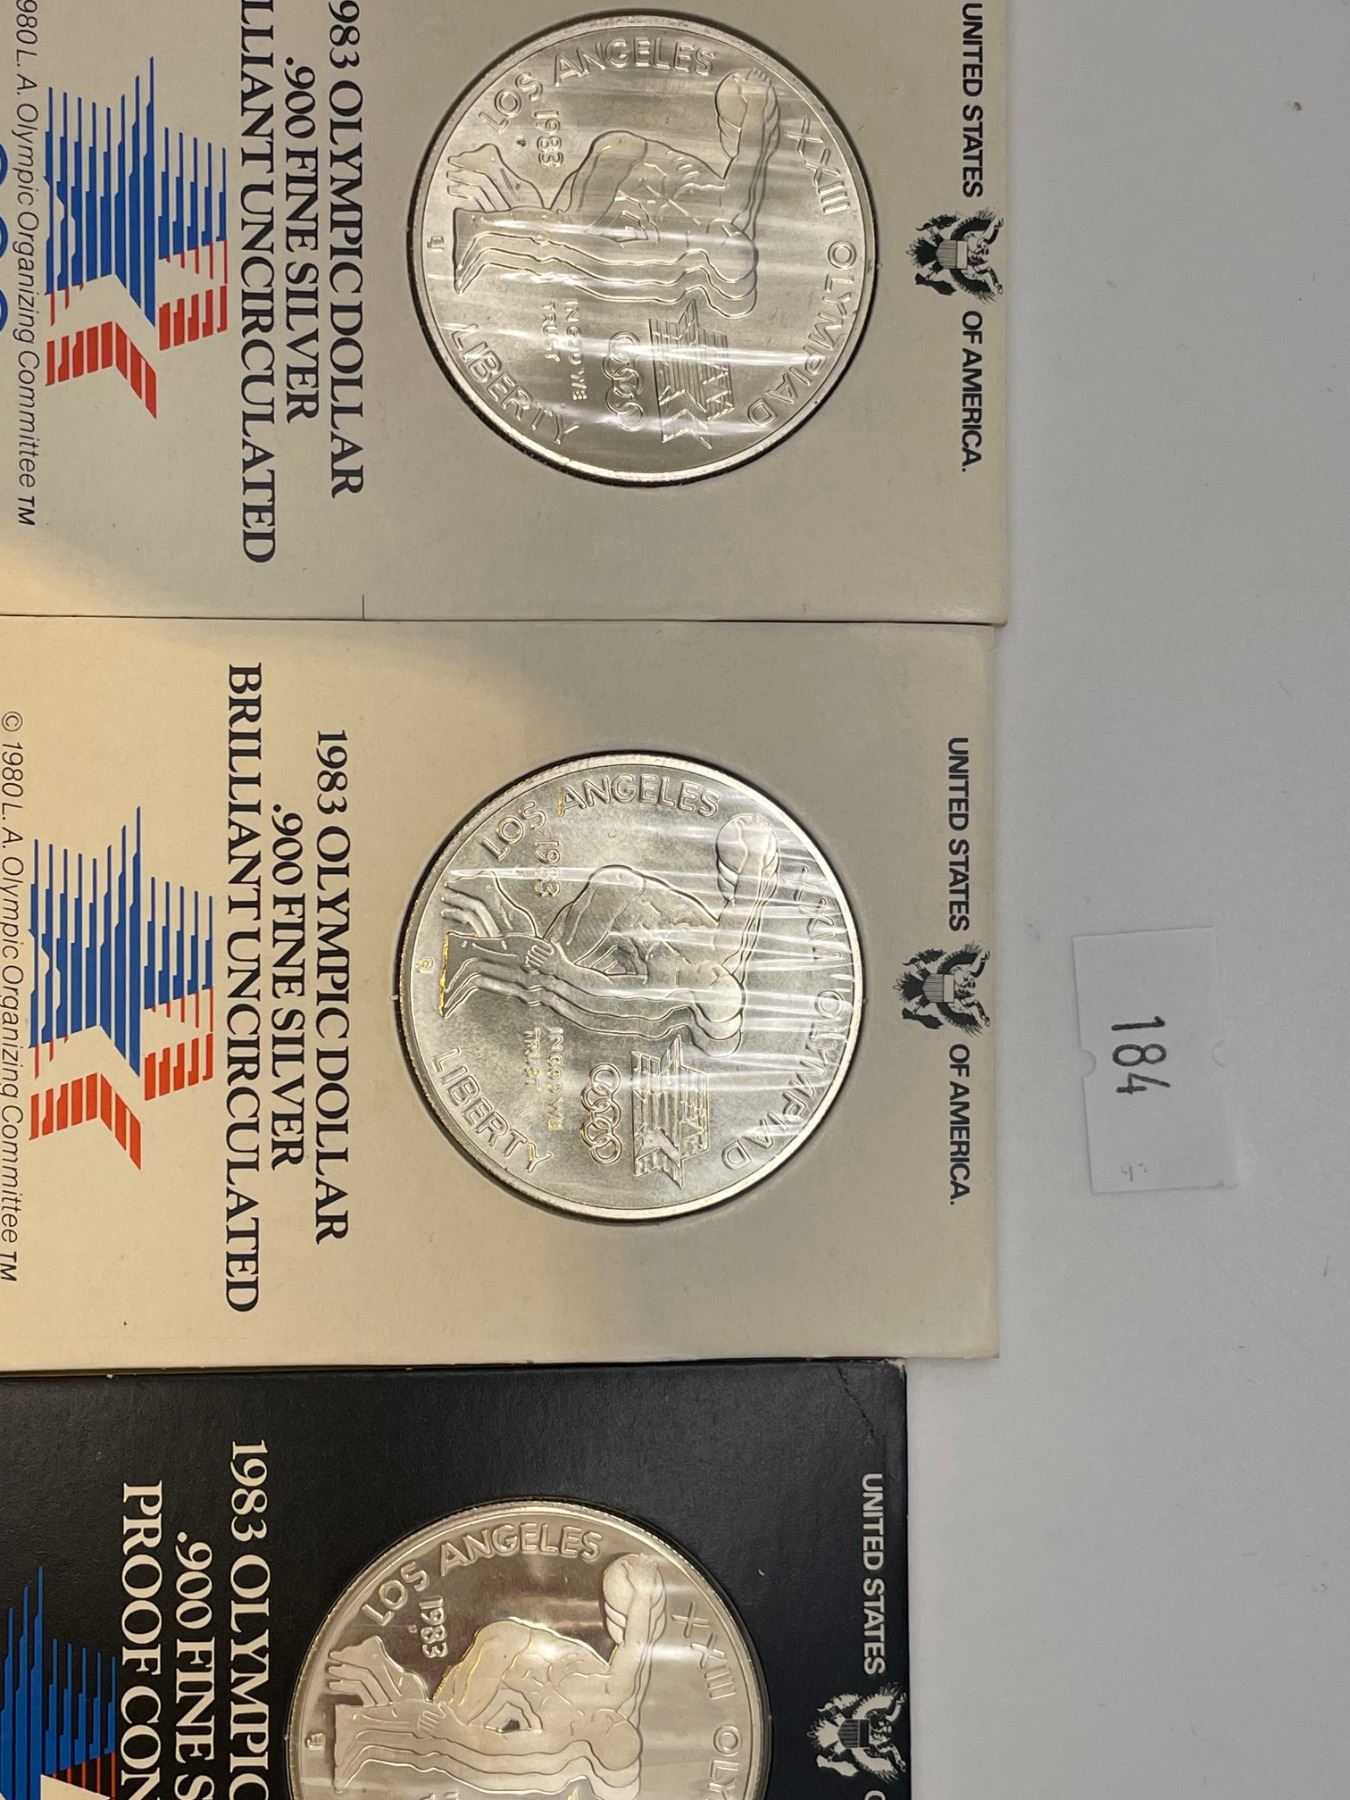 UNITED STATES OF AMERICA.
LOS ANGELES
XXIII OLYMPIAD
1983
IN GOD WE
TRUST
LIBERTY
983 OLYMPIC DOLLAR
.900 FINE SILVER
LLIANT UNCIRCULATED
980 L. A. Olympic Organizing Committee TM
UNITED STATES OF AMERICA.
LOS ANGELES
XXIII OLYMPIAD
1983
IN GOD WE
TRUST
LIBERTY
1983 OLYMPIC DOLLAR
.900 FINE SILVER
BRILLIANT UNCIRCULATED
© 1980 L. A. Olympic Organizing Committee TM
UNITED STATES
LOS ANGELES
XXIII OLY
1983
1983 OLYMPIC
.900 FINE S
PROOF CON
184